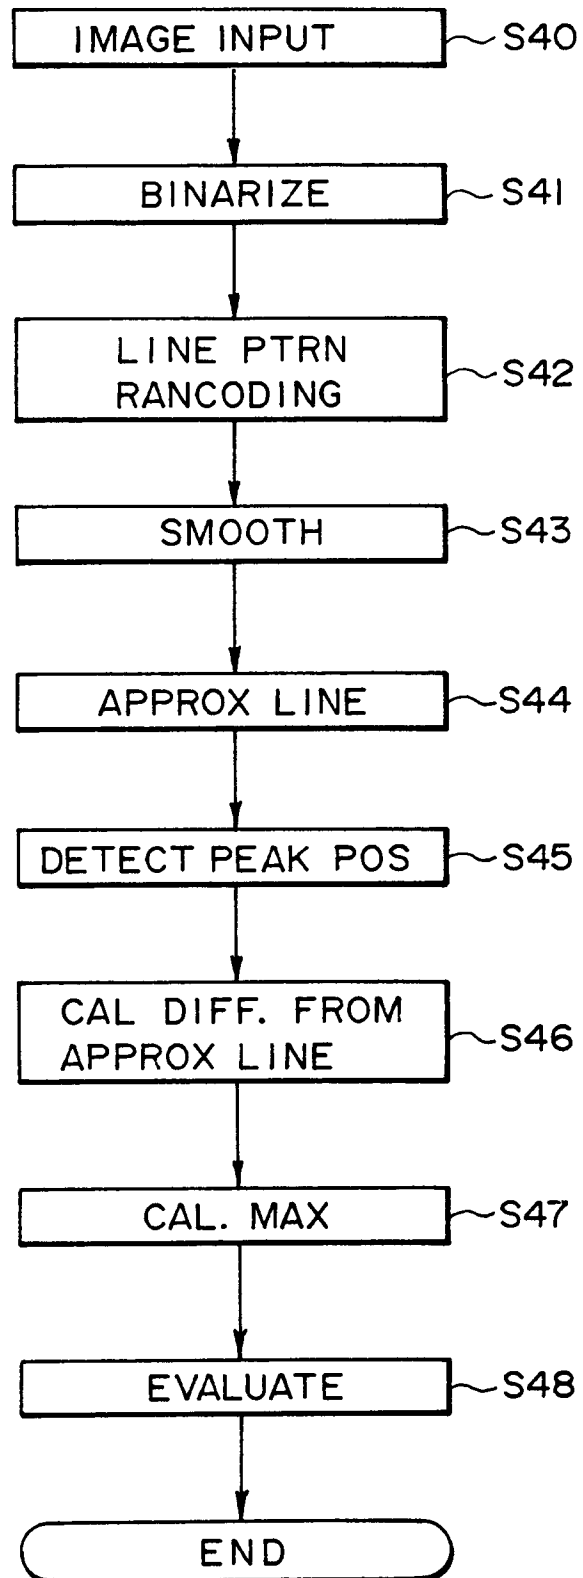 IMAGE INPUT S40
BINARIZE S41
LINE PTRN
RANCODING S42
SMOOTH S43
APPROX LINE S44
DETECT PEAK POS S45
CAL DIFF. FROM
APPROX LINE S46
CAL. MAX S47
EVALUATE S48
END